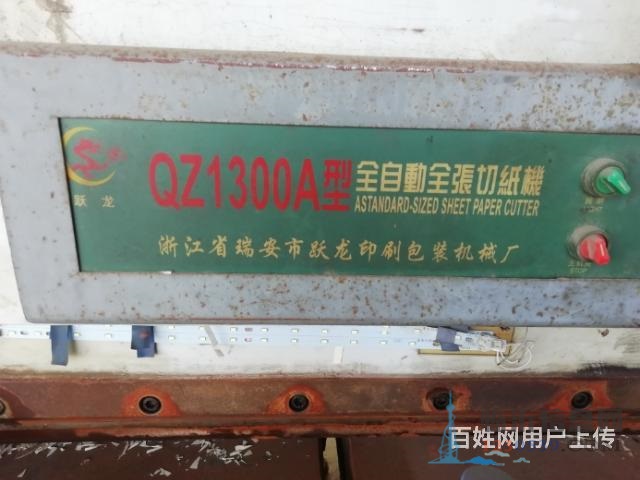 QZ1300A型全自動全張切紙機
ASTANDARD-SIZED SHEET PAPER CUTTER
跃龙
浙江省瑞安市跃龙印刷包装机械厂
百姓网用户上传